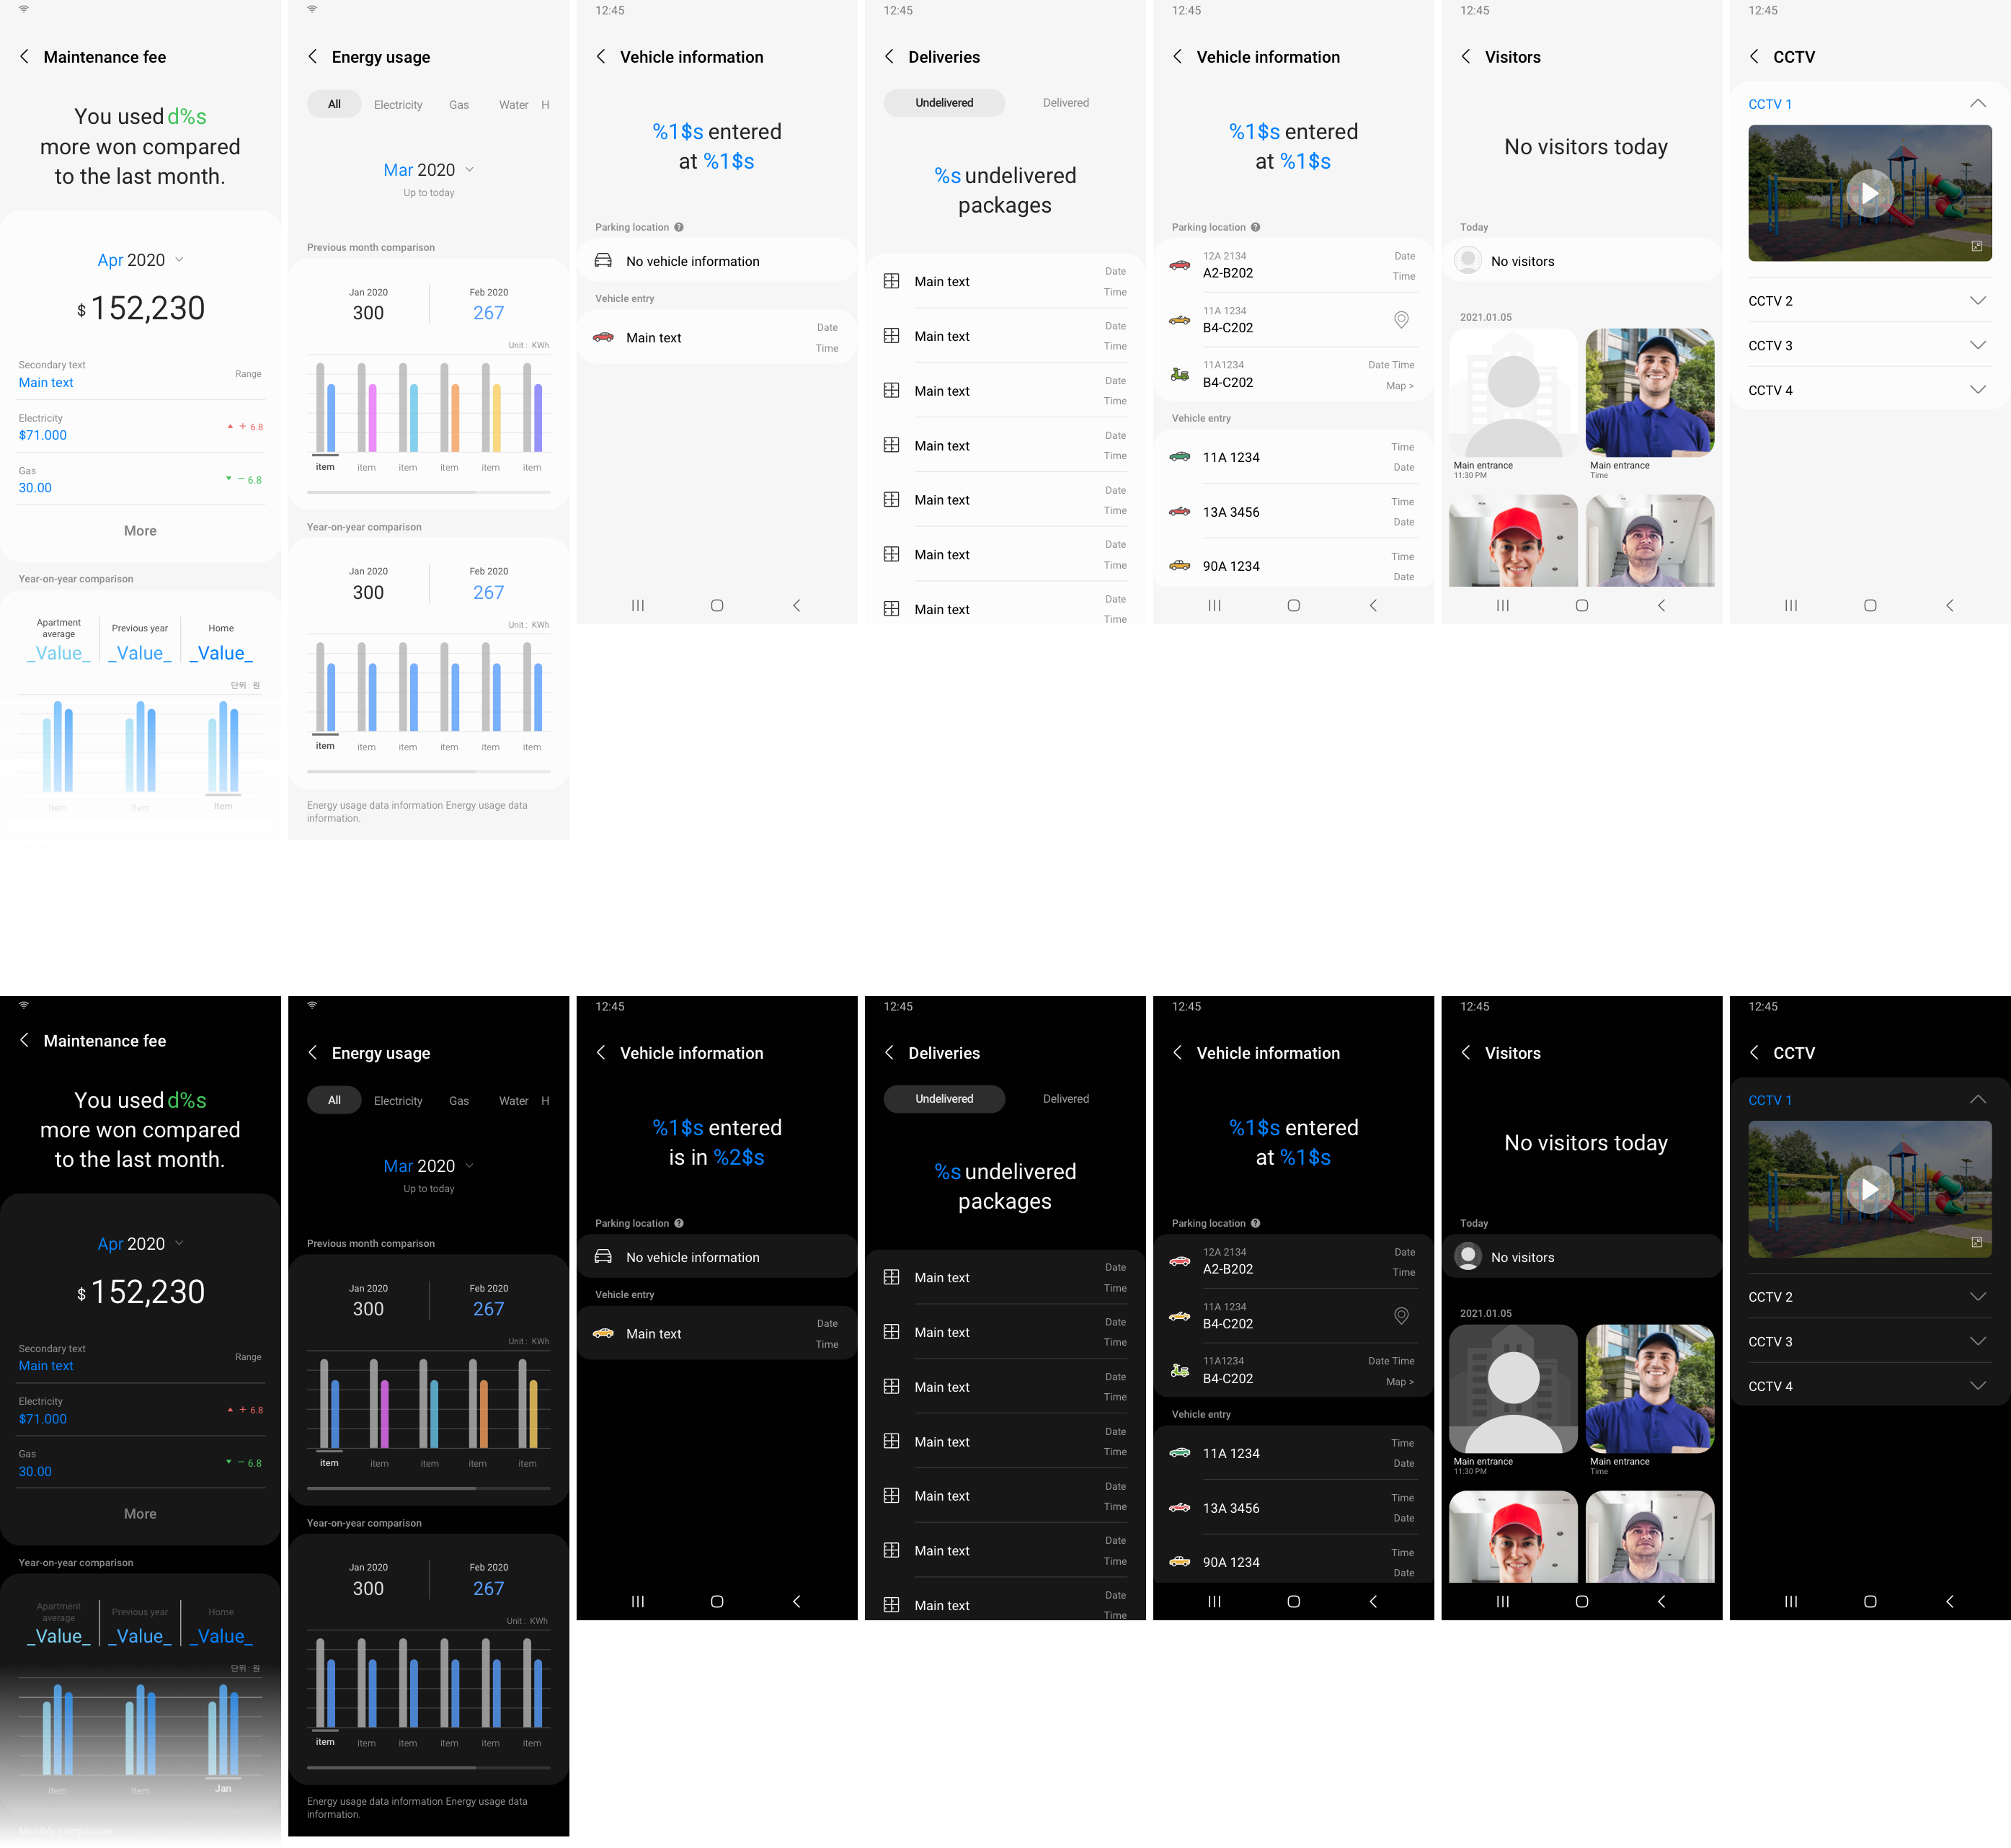 Maintenance fee
You used d%s
more won compared
to the last month.
Apr 2020
$ 152,230
Secondary text
Main text
Range
Electricity
$71.000
+ 6.8
Gas
30.00
− 6.8
More
Year-on-year comparison
Apartment
average
_Value_
Previous year
_Value_
Home
_Value_
단위 : 원
Item
Item
Item
Energy usage
All
Electricity
Gas
Water
H
Mar 2020
Up to today
Previous month comparison
Jan 2020
300
Feb 2020
267
Unit : KWh
item
item
item
item
item
item
Year-on-year comparison
Jan 2020
300
Feb 2020
267
Unit : KWh
item
item
item
item
item
item
Energy usage data information Energy usage data
information.
12:45
Vehicle information
%1$s entered
at %1$s
Parking location ?
No vehicle information
Vehicle entry
Main text
Date
Time
12:45
Deliveries
Undelivered
Delivered
%s undelivered
packages
Main text
Date
Time
Main text
Date
Time
Main text
Date
Time
Main text
Date
Time
Main text
Date
Time
Main text
Date
Time
Main text
Date
Time
12:45
Vehicle information
%1$s entered
at %1$s
Parking location ?
12A 2134
A2-B202
Date
Time
11A 1234
B4-C202
11A1234
B4-C202
Date Time
Map >
Vehicle entry
11A 1234
Time
Date
13A 3456
Time
Date
90A 1234
Time
Date
12:45
Visitors
No visitors today
Today
No visitors
2021.01.05
Main entrance
11:30 PM
Main entrance
Time
12:45
CCTV
CCTV 1
CCTV 2
CCTV 3
CCTV 4
Maintenance fee
You used d%s
more won compared
to the last month.
Apr 2020
$ 152,230
Secondary text
Main text
Range
Electricity
$71.000
+ 6.8
Gas
30.00
− 6.8
More
Year-on-year comparison
Apartment
average
_Value_
Previous year
_Value_
Home
_Value_
단위 : 원
Item
Item
Jan
Monthly comparison
Energy usage
All
Electricity
Gas
Water
H
Mar 2020
Up to today
Previous month comparison
Jan 2020
300
Feb 2020
267
Unit : KWh
item
item
item
item
item
Year-on-year comparison
Jan 2020
300
Feb 2020
267
Unit : KWh
item
item
item
item
item
item
Energy usage data information Energy usage data
information.
12:45
Vehicle information
%1$s entered
is in %2$s
Parking location ?
No vehicle information
Vehicle entry
Main text
Date
Time
12:45
Deliveries
Undelivered
Delivered
%s undelivered
packages
Main text
Date
Time
Main text
Date
Time
Main text
Date
Time
Main text
Date
Time
Main text
Date
Time
Main text
Date
Time
Main text
Date
Time
12:45
Vehicle information
%1$s entered
at %1$s
Parking location ?
12A 2134
A2-B202
Date
Time
11A 1234
B4-C202
11A1234
B4-C202
Date Time
Map >
Vehicle entry
11A 1234
Time
Date
13A 3456
Time
Date
90A 1234
Time
Date
12:45
Visitors
No visitors today
Today
No visitors
2021.01.05
Main entrance
11:30 PM
Main entrance
Time
12:45
CCTV
CCTV 1
CCTV 2
CCTV 3
CCTV 4